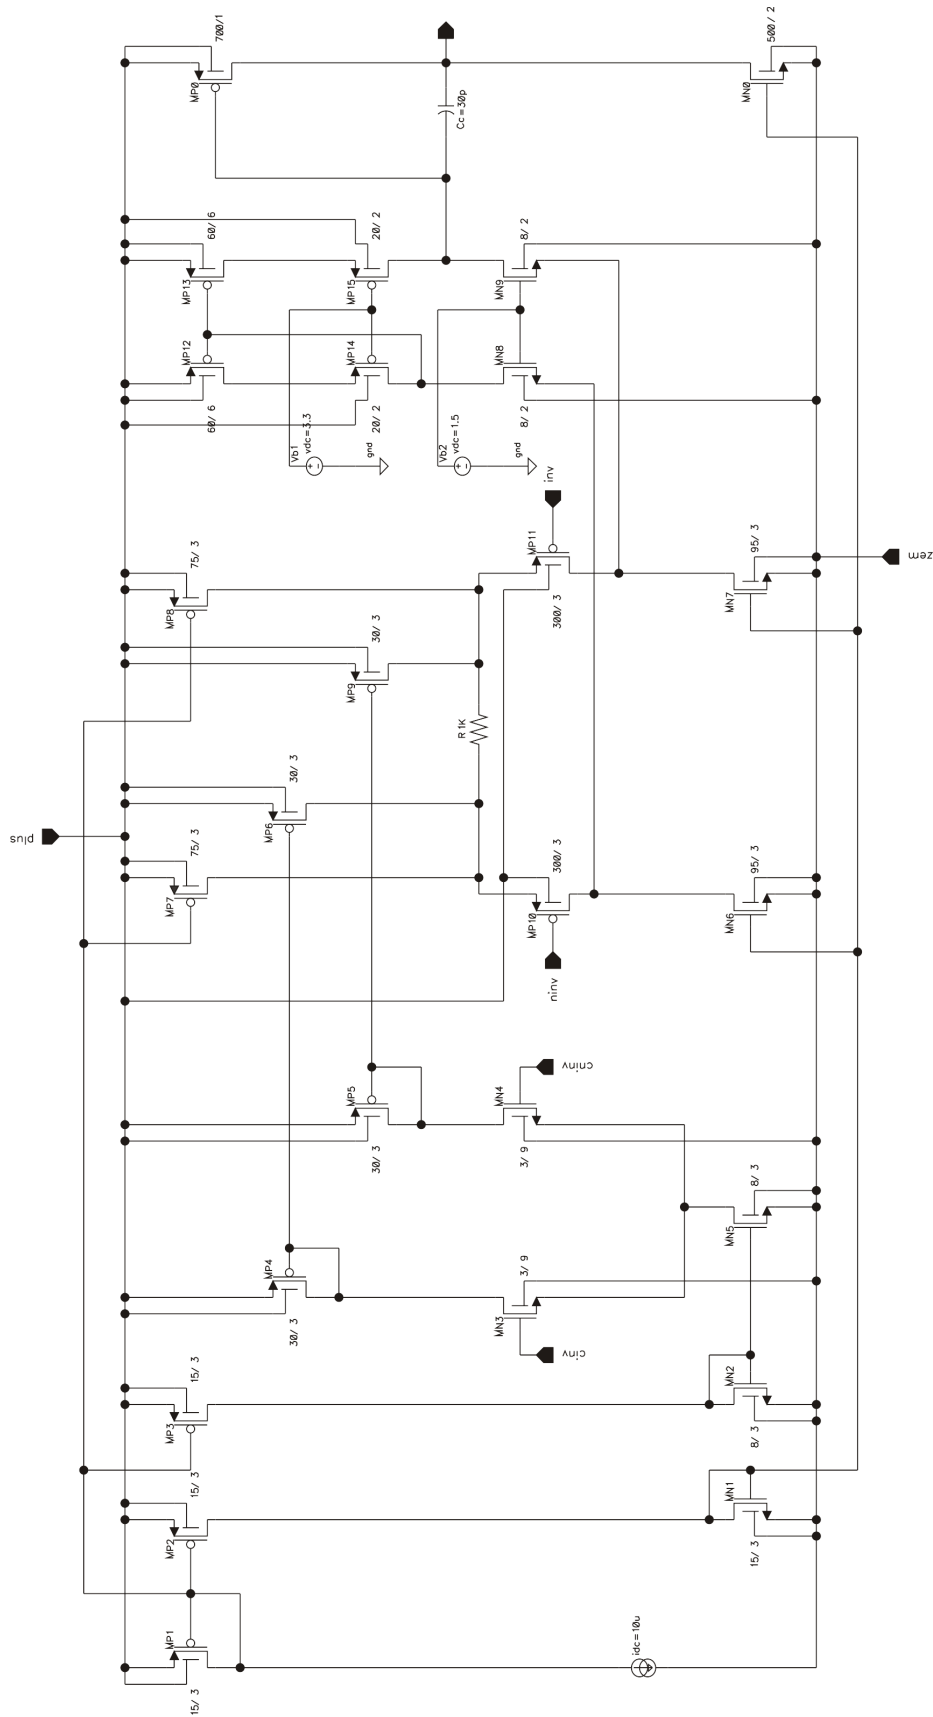 700/1
MP0
Cc=30p
500/ 2
MN0
60/ 6
MP13
20/ 2
MP15
8/ 2
MN9
MP12
60/ 6
MP14
20/ 2
MN8
8/ 2
Vb1
vdc=3.3
gnd
Vb2
vdc=1.5
gnd
inv
75/ 3
MP8
30/ 3
MP9
MP11
300/ 3
95/ 3
MN7
zem
R 1K
plus
30/ 3
MP6
75/ 3
MP7
300/ 3
MP10
ninv
95/ 3
MN6
MP5
30/ 3
MN4
3/ 9
cninv
8/ 3
MN5
MP4
30/ 3
3/ 9
MN3
cinv
15/ 3
MP3
MN2
8/ 3
15/ 3
MP2
MN1
15/ 3
MP1
15/ 3
idc=10u